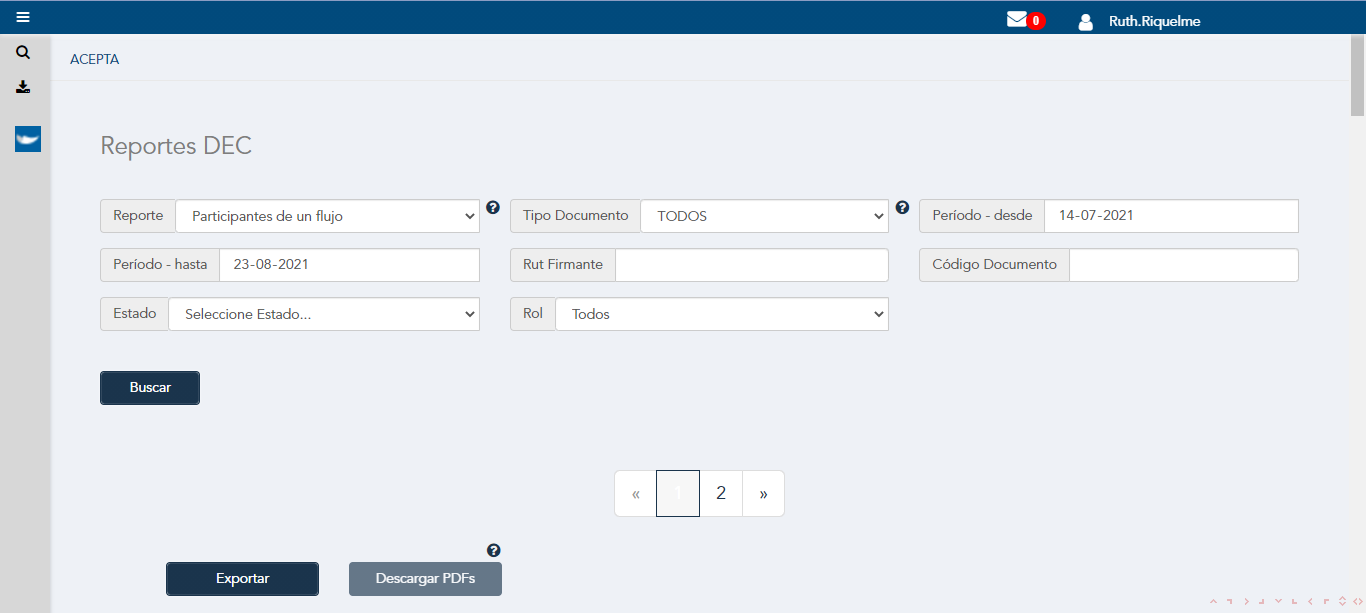 0 Ruth.Riquelme
ACEPTA
Reportes DEC
Reporte Participantes de un flujo ? Tipo Documento TODOS ? Período - desde 14-07-2021
Período - hasta 23-08-2021 Rut Firmante Código Documento
Estado Seleccione Estado... Rol Todos
Buscar
« 1 2 »
?
Exportar Descargar PDFs